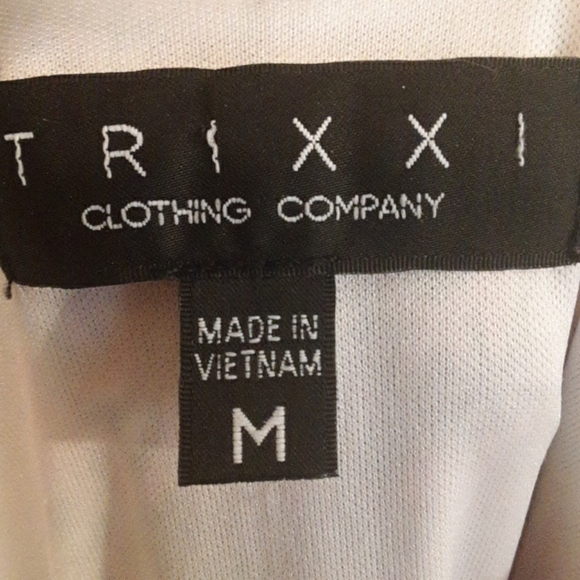 TRIXXI
CLOTHING COMPANY
MADE IN
VIETNAM
M